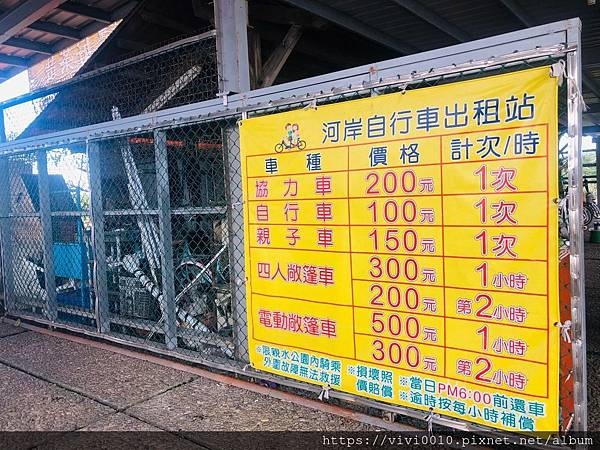 河岸自行車出租站
車種 價格 計次/時
協力車 200元 1次
自行車 100元 1次
親子車 150元 1次
四人敞篷車 300元 1小時
200元 第2小時
電動敞篷車 500元 1小時
300元 第2小時
※限親水公園內騎乘
外圍故障無法救援
※損壞照
價賠償
※當日PM6:00前還車
※逾時按每小時補償
https://vivi0010.pixnet.net/album